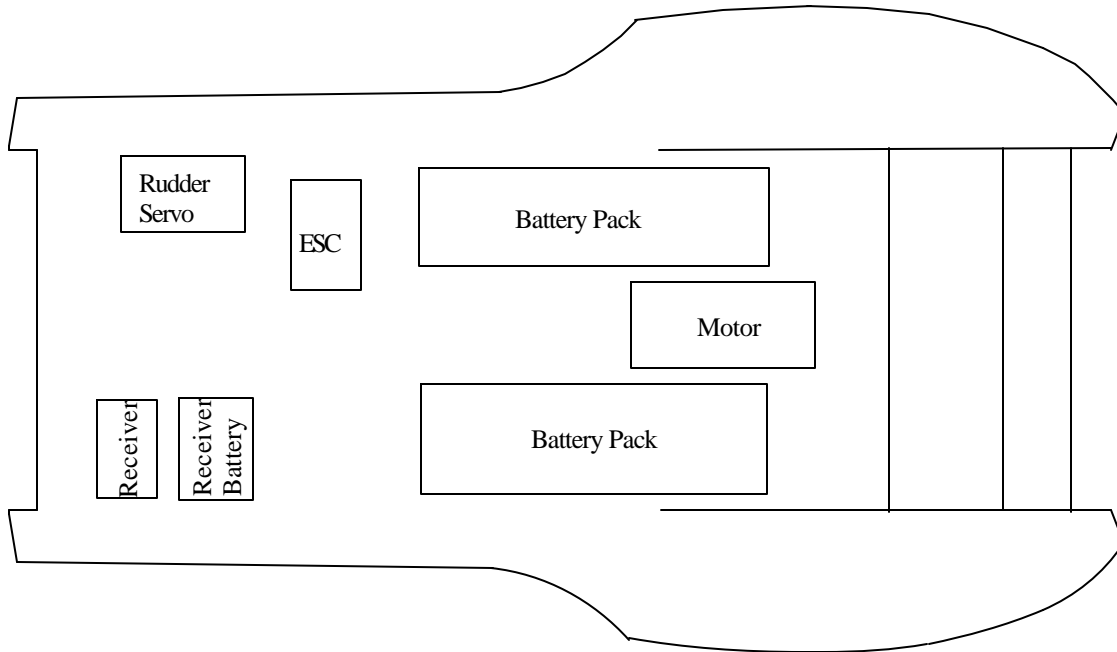 Rudder
Servo
ESC
Battery Pack
Motor
Receiver
Receiver
Battery
Battery Pack